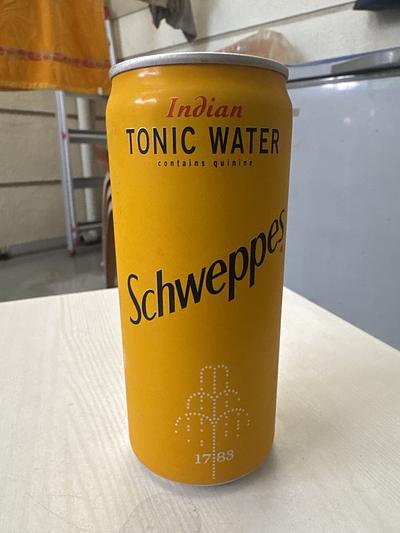 Indian
TONIC WATER
contains quinine
Schweppes
1783